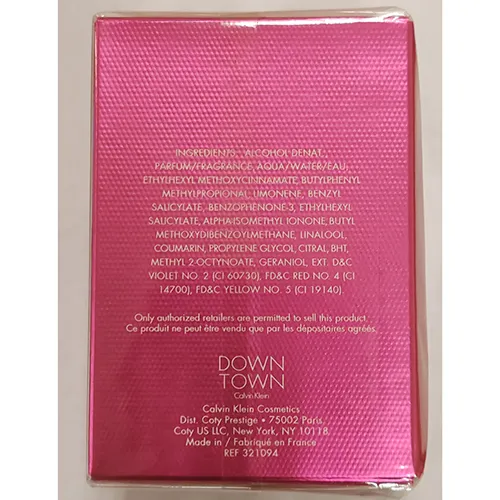 INGREDIENTS: ALCOHOL DENAT.,
PARFUM/FRAGRANCE, AQUA/WATER/EAU,
ETHYLHEXYL METHOXYCINNAMATE, BUTYLPHENYL
METHYLPROPIONAL, LIMONENE, BENZYL
SALICYLATE, BENZOPHENONE-3, ETHYLHEXYL
SALICYLATE, ALPHA-ISOMETHYL IONONE, BUTYL
METHOXYDIBENZOYLMETHANE, LINALOOL,
COUMARIN, PROPYLENE GLYCOL, CITRAL, BHT,
METHYL 2-OCTYNOATE, GERANIOL, EXT. D&C
VIOLET NO. 2 (CI 60730), FD&C RED NO. 4 (CI
14700), FD&C YELLOW NO. 5 (CI 19140).
Only authorized retailers are permitted to sell this product.
Ce produit ne peut être vendu que par les dépositaires agréés.
DOWN
TOWN
Calvin Klein
Calvin Klein Cosmetics
Dist. Coty Prestige • 75002 Paris
Coty US LLC, New York, NY 10118
Made in / Fabriqué en France
REF 321094